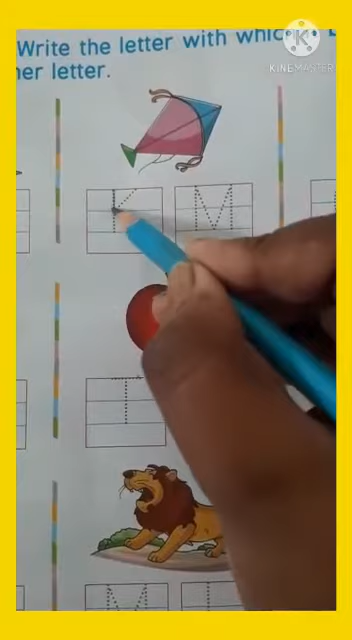 Write the letter with which
her letter.
K
KINEMASTER
K M
T
M